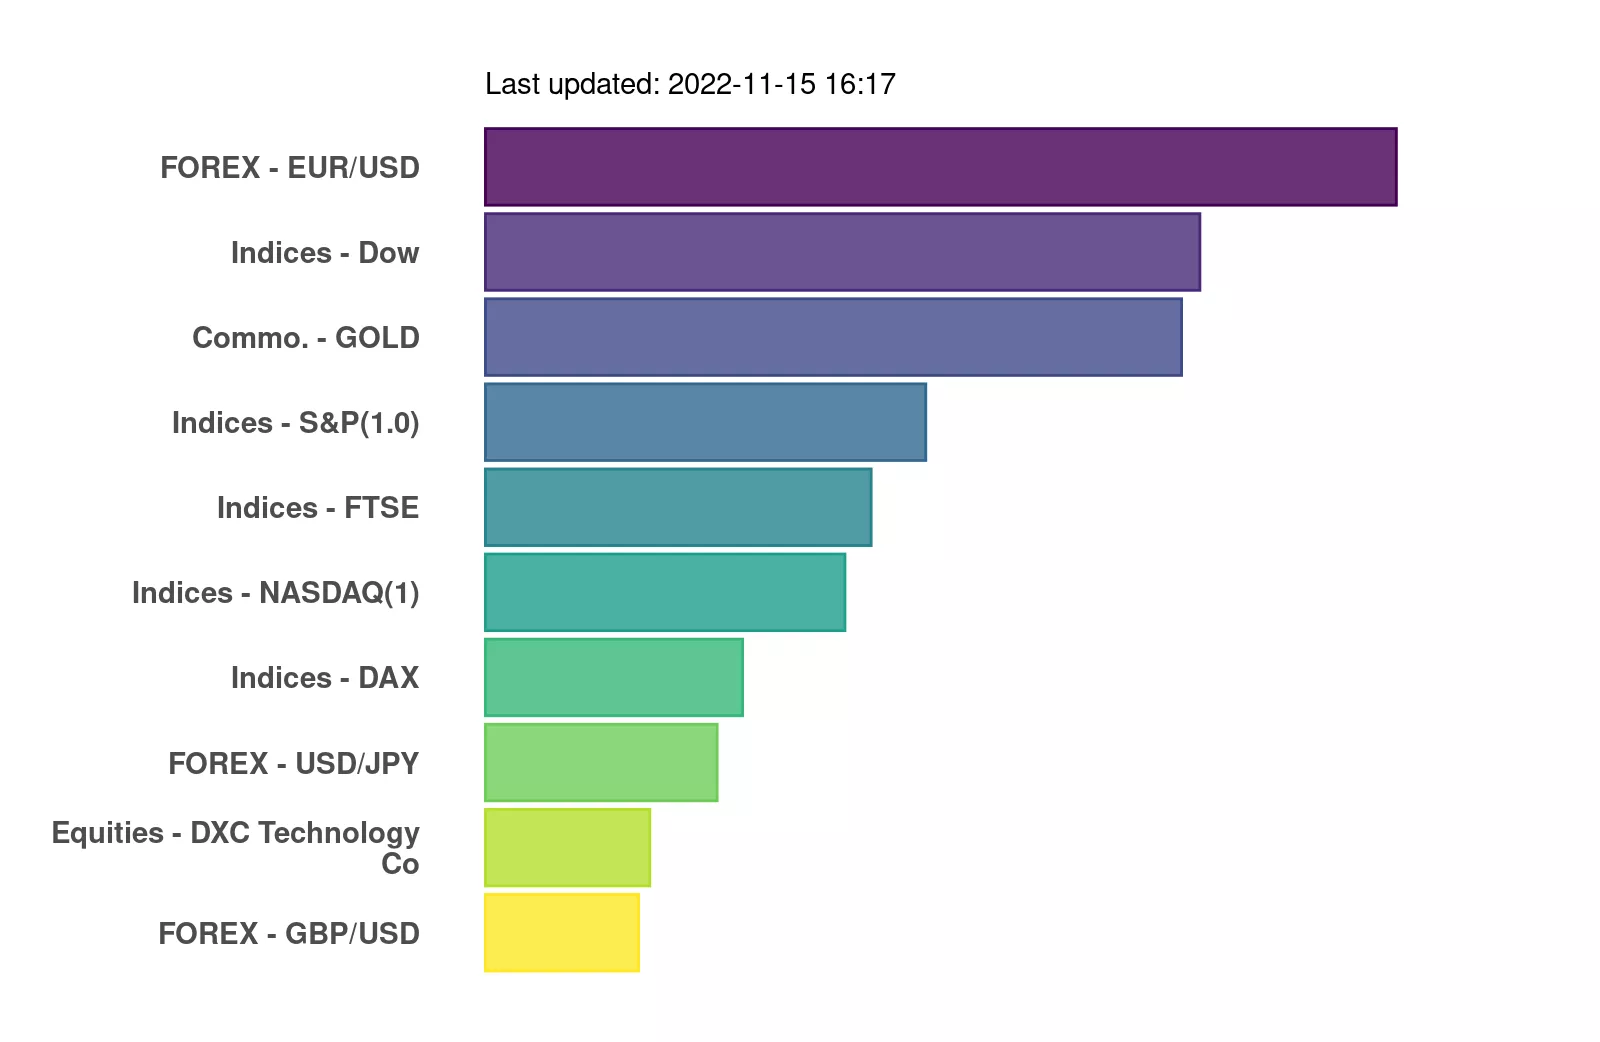 Last updated: 2022-11-15 16:17
FOREX - EUR/USD
Indices - Dow
Commo. - GOLD
Indices - S&P(1.0)
Indices - FTSE
Indices - NASDAQ(1)
Indices - DAX
FOREX - USD/JPY
Equities - DXC Technology
Co
FOREX - GBP/USD